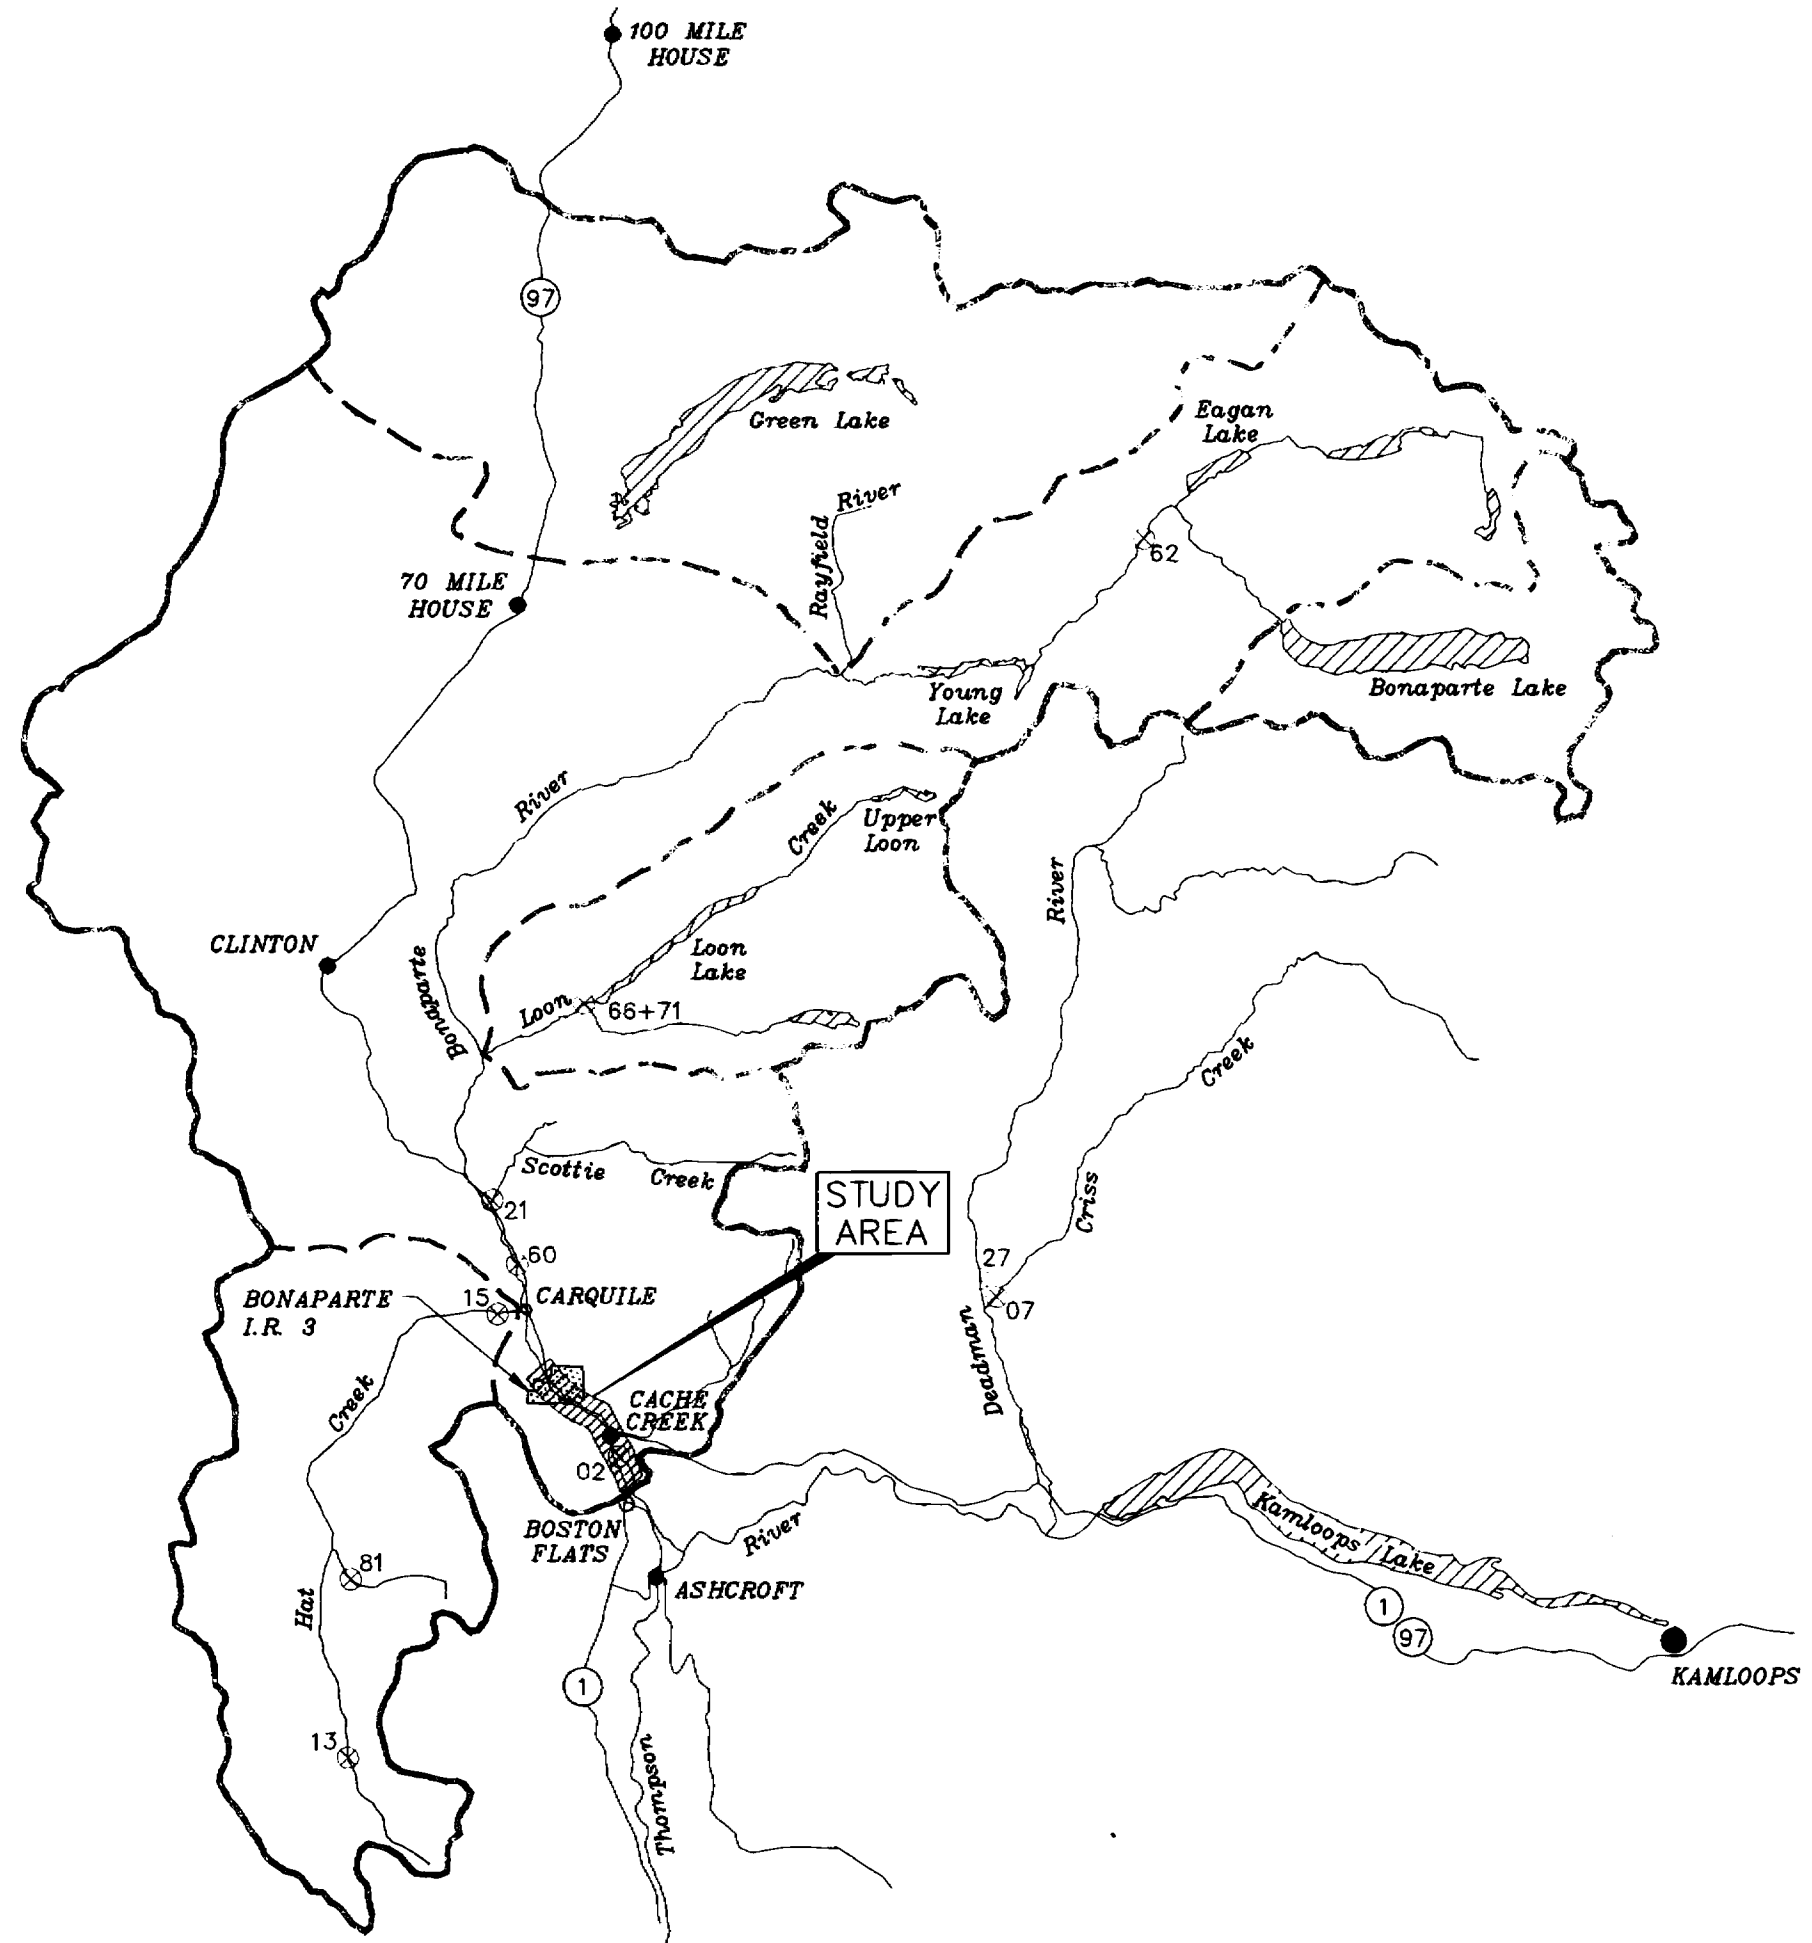 100 MILE
HOUSE
97
Green Lake
Eagan
Lake
River
Rayfield
62
70 MILE
HOUSE
Young
Lake
Bonaparte Lake
River
Creek
Upper
Loon
River
CLINTON
Loon
Lake
Bonaparte
Loon
66+71
Creek
Scottie
Creek
STUDY
AREA
21
Criss
60
27
BONAPARTE
I.R. 3
15
CARQUILE
07
Deadman
Creek
CACHE
CREEK
02
BOSTON
FLATS
River
Kamloops Lake
81
ASHCROFT
Hat
1
97
KAMLOOPS
1
13
Thompson